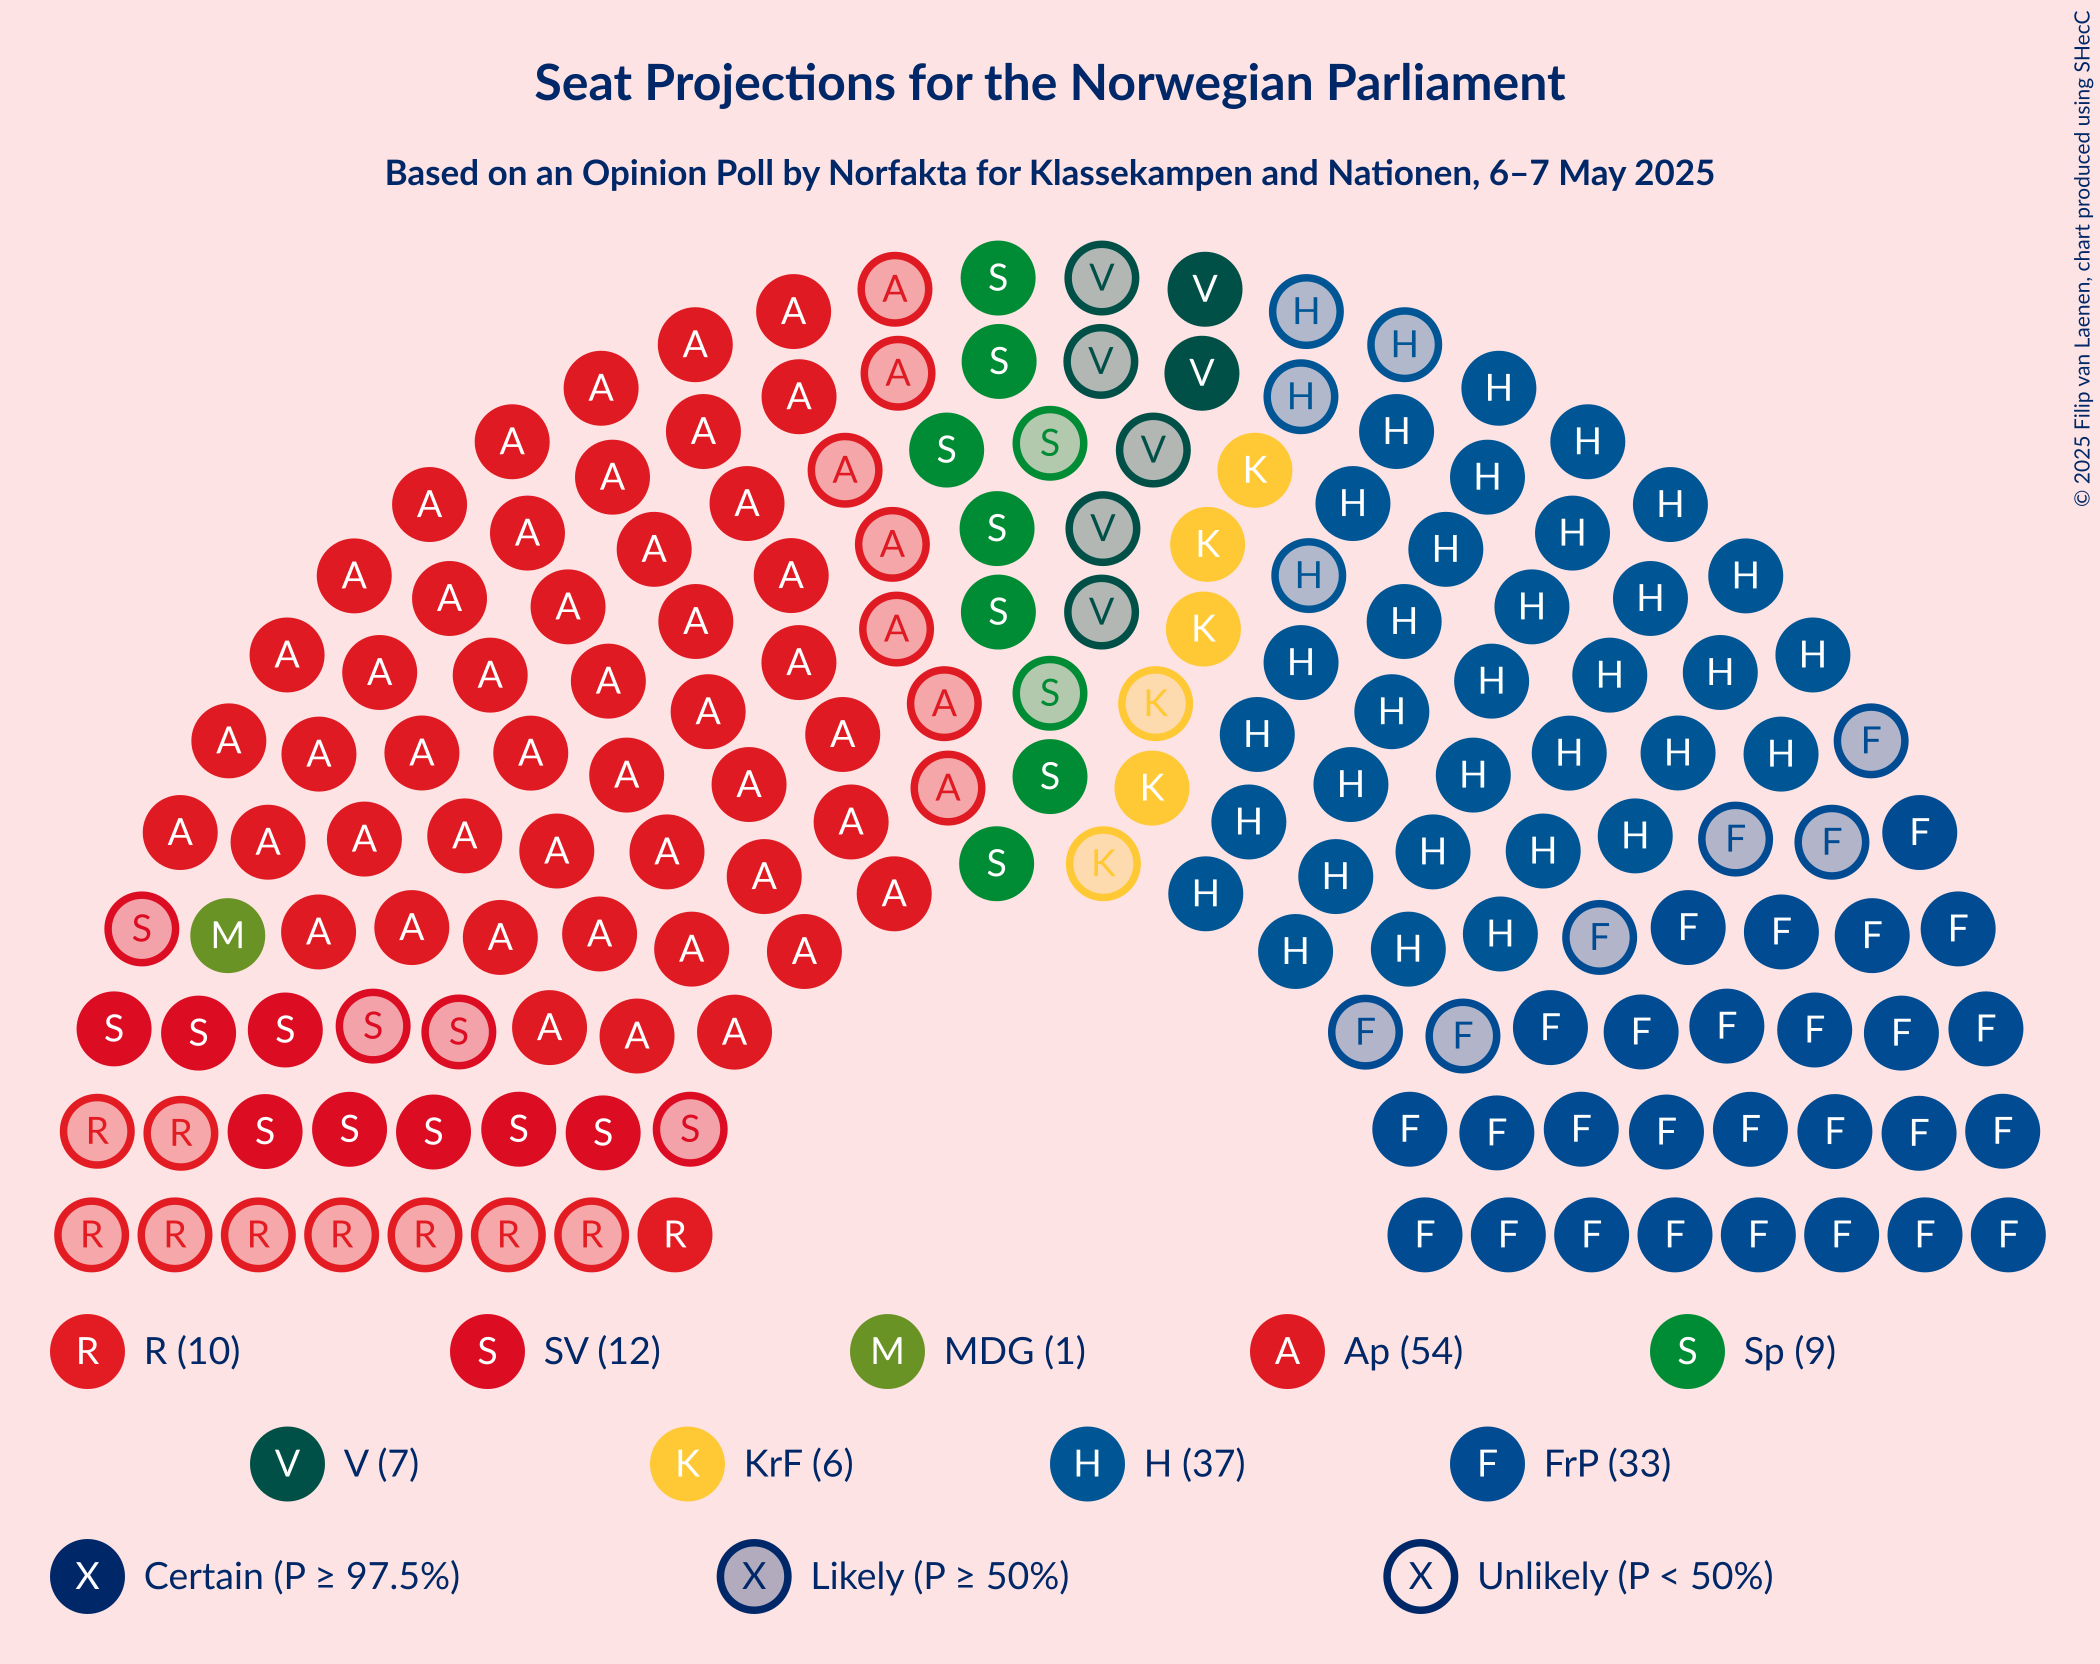 © 2025 Filip van Laenen, chart produced using SHecC
Seat Projections for the Norwegian Parliament
Based on an Opinion Poll by Norfakta for Klassekampen and Nationen, 6–7 May 2025
A S V V
A H
A H
A S V V
A A H H
A A S S V H H
A A K H
A A H H
A A A S V K H H
A A H H
A A A A S V K H H H
A A A A A H H H H H
A A S K H
A A A A A H H H H F
A A A S K H H
A A A A A A A H H H H F F F
A A S K H H
S M A A A A A A H H H F F F F F
S S S S S A A A F F F F F F F F
R R S S S S S S F F F F F F F F
R R R R R R R R F F F F F F F F
R R (10) S SV (12) M MDG (1) A Ap (54) S Sp (9)
V V (7) K KrF (6) H H (37) F FrP (33)
X Certain (P ≥ 97.5%) X Likely (P ≥ 50%) X Unlikely (P < 50%)